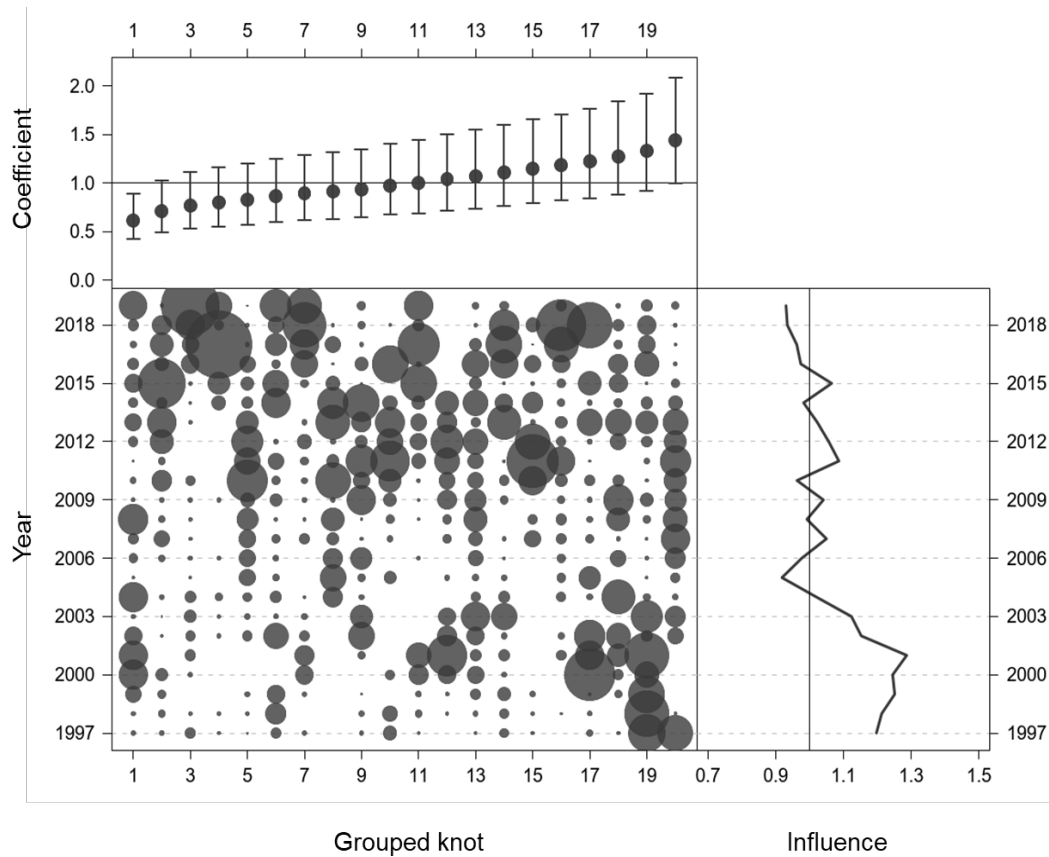 1 3 5 7 9 11 13 15 17 19
Coefficient
2.0
1.5
1.0
0.5
0.0
Year
2018 2018
2015 2015
2012 2012
2009 2009
2006 2006
2003 2003
2000 2000
1997 1997
1 3 5 7 9 11 13 15 17 19 0.7 0.9 1.1 1.3 1.5
Grouped knot Influence